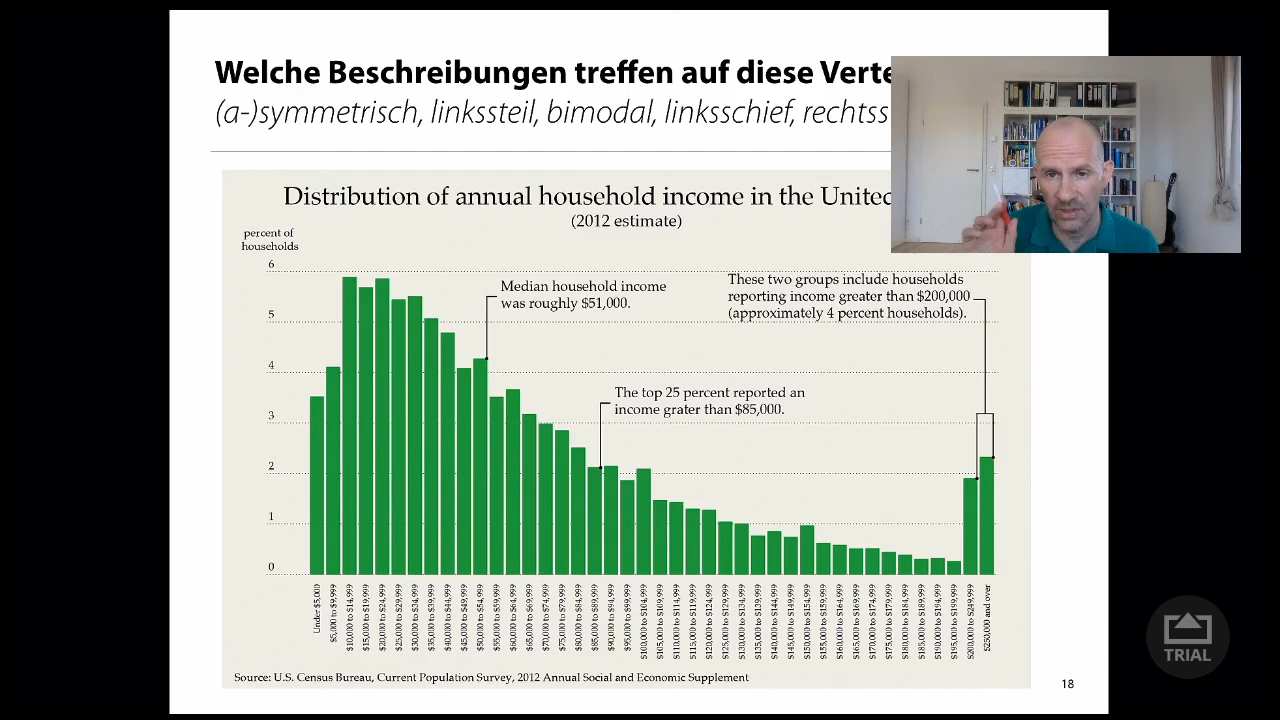 Welche Beschreibungen treffen auf diese Verte
(a-)symmetrisch, linkssteil, bimodal, linksschief, rechtss
Distribution of annual household income in the United
(2012 estimate)
percent of
households
6
5
4
3
2
1
0
Median household income
was roughly $51,000.
These two groups include households
reporting income greater than $200,000
(approximately 4 percent households).
The top 25 percent reported an
income grater than $85,000.
Under $5,000
$5,000 to $9,999
$10,000 to $14,999
$15,000 to $19,999
$20,000 to $24,999
$25,000 to $29,999
$30,000 to $34,999
$35,000 to $39,999
$40,000 to $44,999
$45,000 to $49,999
$50,000 to $54,999
$55,000 to $59,999
$60,000 to $64,999
$65,000 to $69,999
$70,000 to $74,999
$75,000 to $79,999
$80,000 to $84,999
$85,000 to $89,999
$90,000 to $94,999
$95,000 to $99,999
$100,000 to $104,999
$105,000 to $109,999
$110,000 to $114,999
$115,000 to $119,999
$120,000 to $124,999
$125,000 to $129,999
$130,000 to $134,999
$135,000 to $139,999
$140,000 to $144,999
$145,000 to $149,999
$150,000 to $154,999
$155,000 to $159,999
$160,000 to $164,999
$165,000 to $169,999
$170,000 to $174,999
$175,000 to $179,999
$180,000 to $184,999
$185,000 to $189,999
$190,000 to $194,999
$195,000 to $199,999
$200,000 to $249,999
$250,000 and over
Source: U.S. Census Bureau, Current Population Survey, 2012 Annual Social and Economic Supplement
18
TRIAL